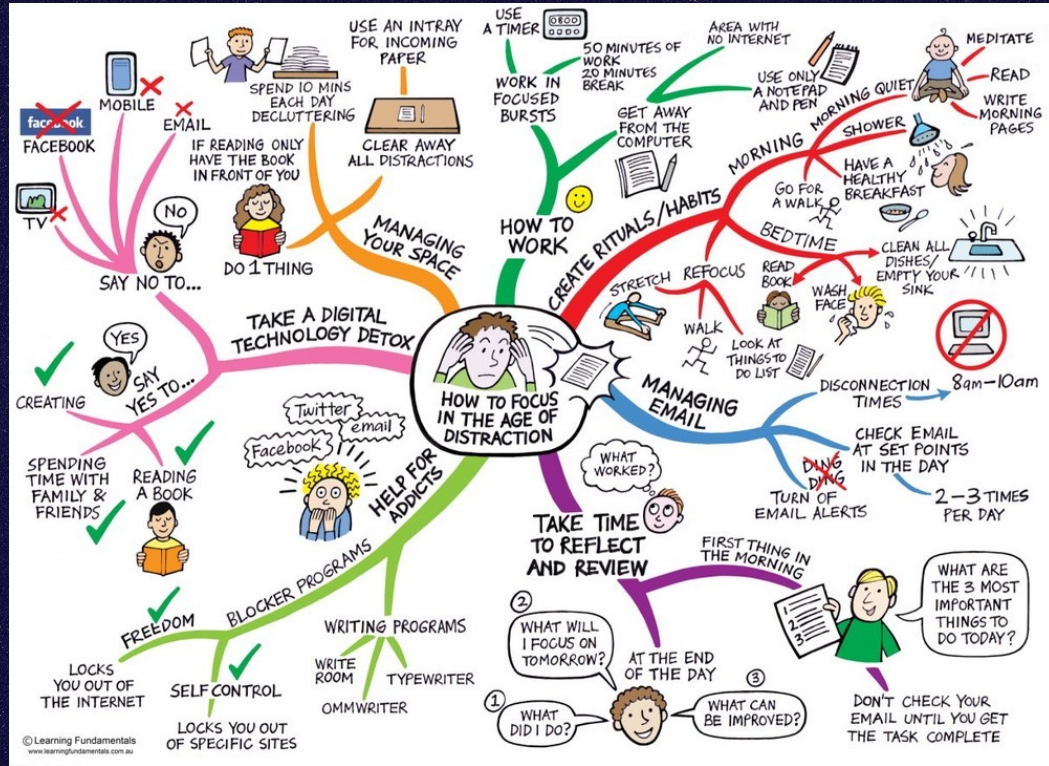 HOW TO FOCUS
IN THE AGE OF
DISTRACTION
HOW TO
WORK
WORK IN
FOCUSED
BURSTS
USE
A TIMER
50 MINUTES OF
WORK
20 MINUTES
BREAK
GET AWAY
FROM THE
COMPUTER
AREA WITH
NO INTERNET
USE ONLY
A NOTEPAD
AND PEN
CREATE RITUALS/HABITS
MORNING
MORNING QUIET
MEDITATE
READ
WRITE
MORNING
PAGES
SHOWER
HAVE A
HEALTHY
BREAKFAST
GO FOR
A WALK
BEDTIME
CLEAN ALL
DISHES/
EMPTY YOUR
SINK
READ
BOOK
WASH
FACE
REFOCUS
STRETCH
WALK
LOOK AT
THINGS TO
DO LIST
MANAGING
EMAIL
DISCONNECTION
TIMES
8am-10am
CHECK EMAIL
AT SET POINTS
IN THE DAY
2-3 TIMES
PER DAY
DING
DING
TURN OF
EMAIL ALERTS
TAKE TIME
TO REFLECT
AND REVIEW
WHAT
WORKED?
FIRST THING IN
THE MORNING
1
2
3
WHAT ARE
THE 3 MOST
IMPORTANT
THINGS TO
DO TODAY?
DON'T CHECK YOUR
EMAIL UNTIL YOU GET
THE TASK COMPLETE
AT THE END
OF THE DAY
1
WHAT
DID I DO?
2
WHAT WILL
I FOCUS ON
TOMORROW?
3
WHAT CAN
BE IMPROVED?
HELP FOR
ADDICTS
Twitter
email
Facebook
BLOCKER PROGRAMS
FREEDOM
LOCKS
YOU OUT OF
THE INTERNET
SELF CONTROL
LOCKS YOU OUT
OF SPECIFIC SITES
WRITING PROGRAMS
WRITE
ROOM
OMMWRITER
TYPEWRITER
TAKE A DIGITAL
TECHNOLOGY DETOX
SAY NO TO...
NO
TV
facebook
FACEBOOK
MOBILE
EMAIL
SAY
YES TO...
YES
CREATING
SPENDING
TIME WITH
FAMILY &
FRIENDS
READING
A BOOK
MANAGING
YOUR SPACE
SPEND 10 MINS
EACH DAY
DECLUTTERING
USE AN INTRAY
FOR INCOMING
PAPER
CLEAR AWAY
ALL DISTRACTIONS
IF READING ONLY
HAVE THE BOOK
IN FRONT OF YOU
DO 1 THING
© Learning Fundamentals
www.learningfundamentals.com.au